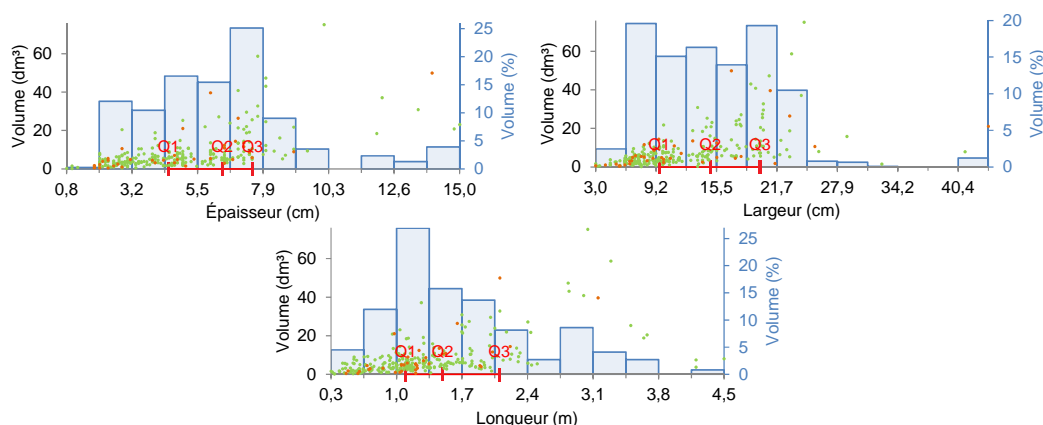 Volume (dm³)
60
40
20
0
Q1 Q2 Q3
25
20
15
10
5
0
Volume (%)
0,8 3,2 5,5 7,9 10,3 12,6 15,0
Épaisseur (cm)
Volume (dm³)
60
40
20
0
Q1 Q2 Q3
20
15
10
5
0
Volume (%)
3,0 9,2 15,5 21,7 27,9 34,2 40,4
Largeur (cm)
Volume (dm³)
60
40
20
0
Q1 Q2 Q3
25
20
15
10
5
0
Volume (%)
0,3 1,0 1,7 2,4 3,1 3,8 4,5
Longueur (m)